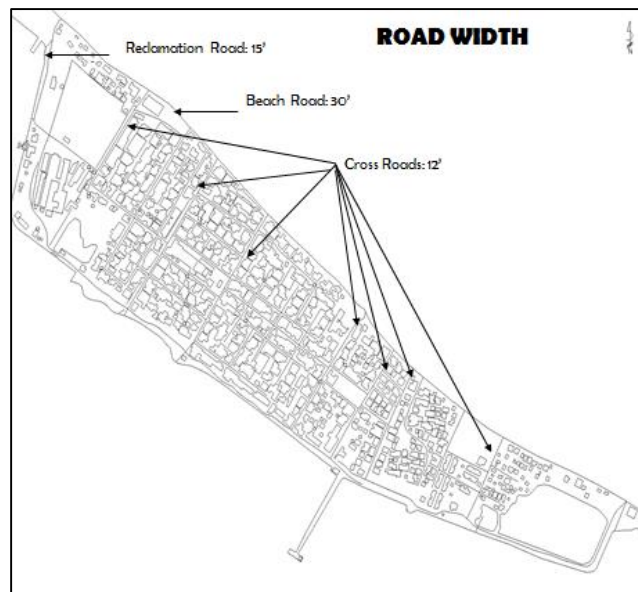 ROAD WIDTH
Reclamation Road: 15'
Beach Road: 30'
Cross Roads: 12'